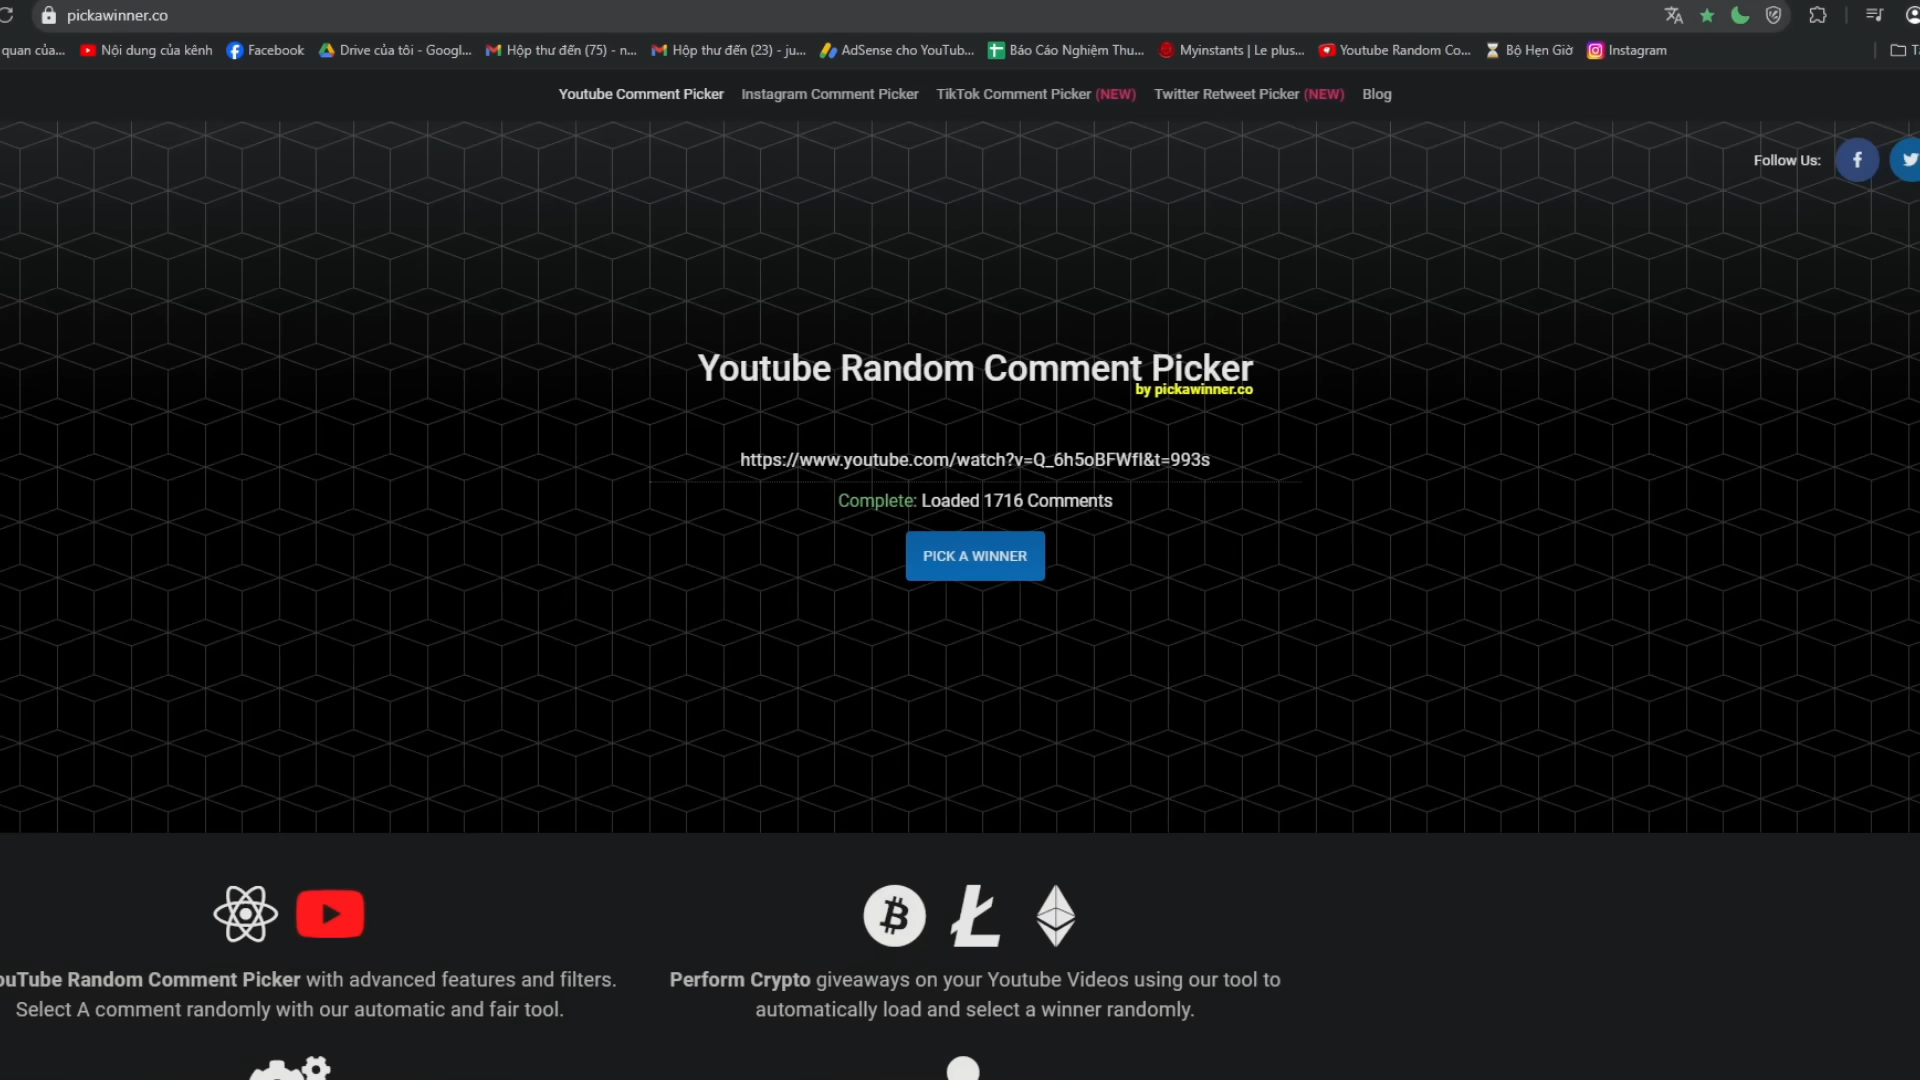 pickawinner.co
quan của... Nội dung của kênh Facebook Drive của tôi - Googl... Hộp thư đến (75) - n... Hộp thư đến (23) - ju... AdSense cho YouTub... Báo Cáo Nghiệm Thu... Myinstants | Le plus... Youtube Random Co... Bộ Hẹn Giờ Instagram
Youtube Comment Picker Instagram Comment Picker TikTok Comment Picker (NEW) Twitter Retweet Picker (NEW) Blog
Follow Us:
Youtube Random Comment Picker
by pickawinner.co
https://www.youtube.com/watch?v=Q_6h5oBFWfI&t=993s
Complete: Loaded 1716 Comments
PICK A WINNER
ouTube Random Comment Picker with advanced features and filters.
Select A comment randomly with our automatic and fair tool.
Perform Crypto giveaways on your Youtube Videos using our tool to
automatically load and select a winner randomly.